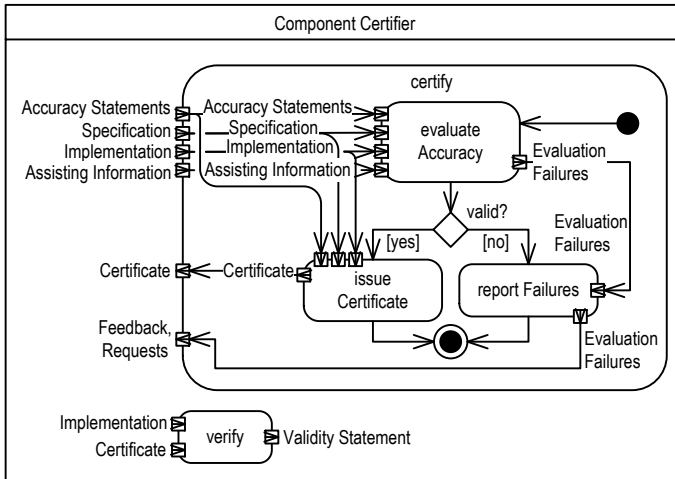 Component Certifier
certify
Accuracy Statements
Accuracy Statements
Specification
Specification
Implementation
Implementation
Assisting Information
Assisting Information
evaluate
Accuracy
Evaluation
Failures
valid?
[yes]
[no]
Evaluation
Failures
Certificate
Certificate
issue
Certificate
report Failures
Feedback,
Requests
Evaluation
Failures
Implementation
Certificate
verify
Validity Statement